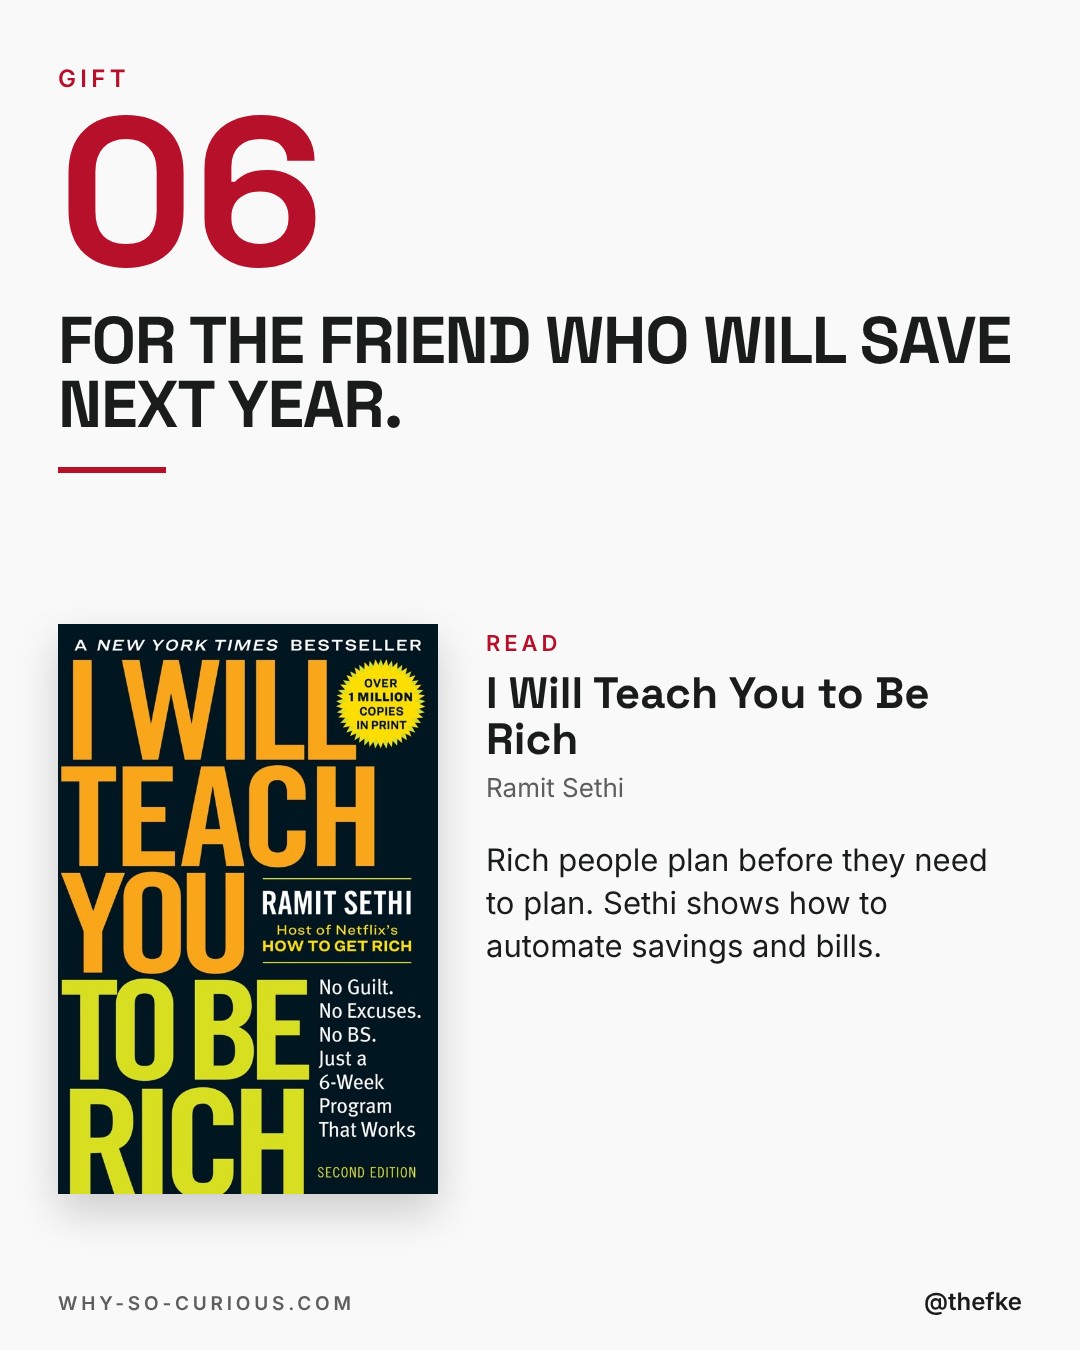 GIFT
06
FOR THE FRIEND WHO WILL SAVE
NEXT YEAR.
A NEW YORK TIMES BESTSELLER
I WILL
TEACH
YOU
TO BE
RICH
OVER
1 MILLION
COPIES
IN PRINT
RAMIT SETHI
Host of Netflix's
HOW TO GET RICH
No Guilt.
No Excuses.
No BS.
Just a
6-Week
Program
That Works
SECOND EDITION
READ
I Will Teach You to Be
Rich
Ramit Sethi
Rich people plan before they need
to plan. Sethi shows how to
automate savings and bills.
WHY-SO-CURIOUS.COM
@thefke